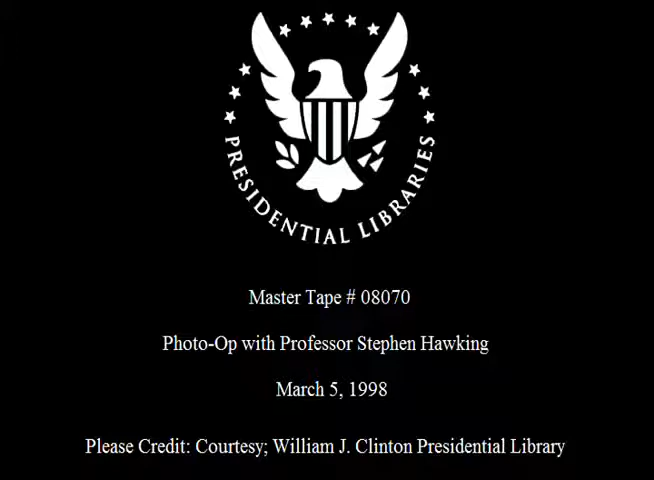 PRESIDENTIAL LIBRARIES
Master Tape # 08070
Photo-Op with Professor Stephen Hawking
March 5, 1998
Please Credit: Courtesy; William J. Clinton Presidential Library